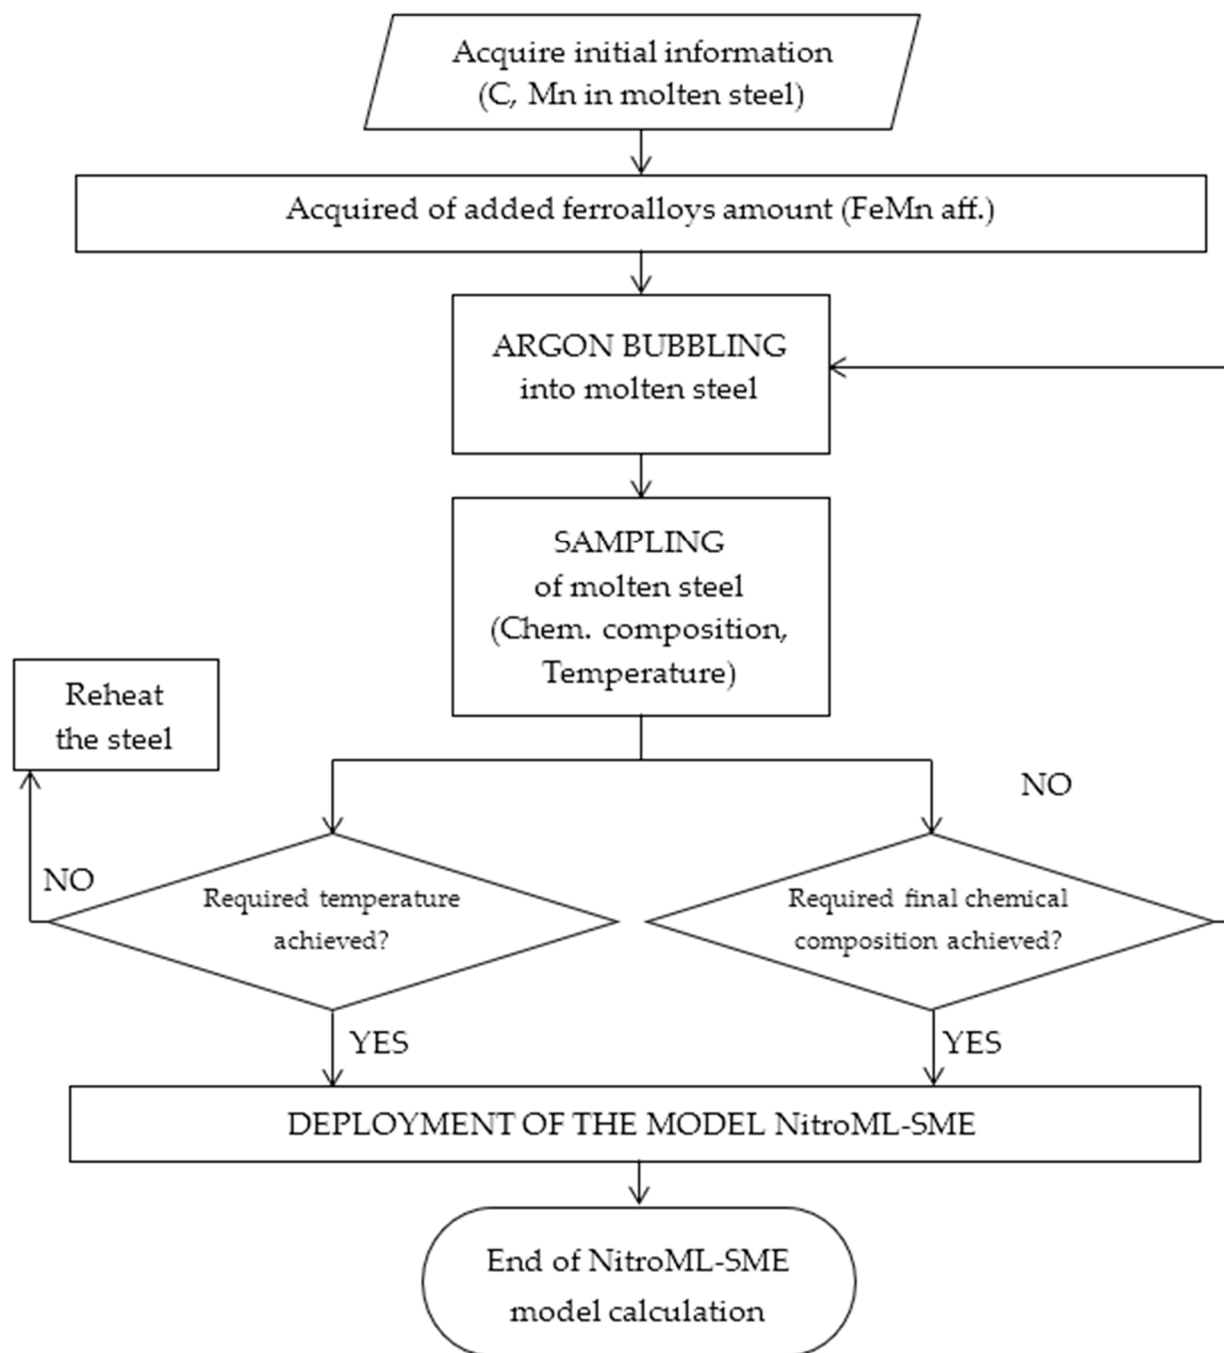 Acquire initial information
(C, Mn in molten steel)
Acquired of added ferroalloys amount (FeMn aff.)
ARGON BUBBLING
into molten steel
SAMPLING
of molten steel
(Chem. composition,
Temperature)
Reheat
the steel
NO
NO
Required temperature
achieved?
Required final chemical
composition achieved?
YES
YES
DEPLOYMENT OF THE MODEL NitroML-SME
End of NitroML-SME
model calculation